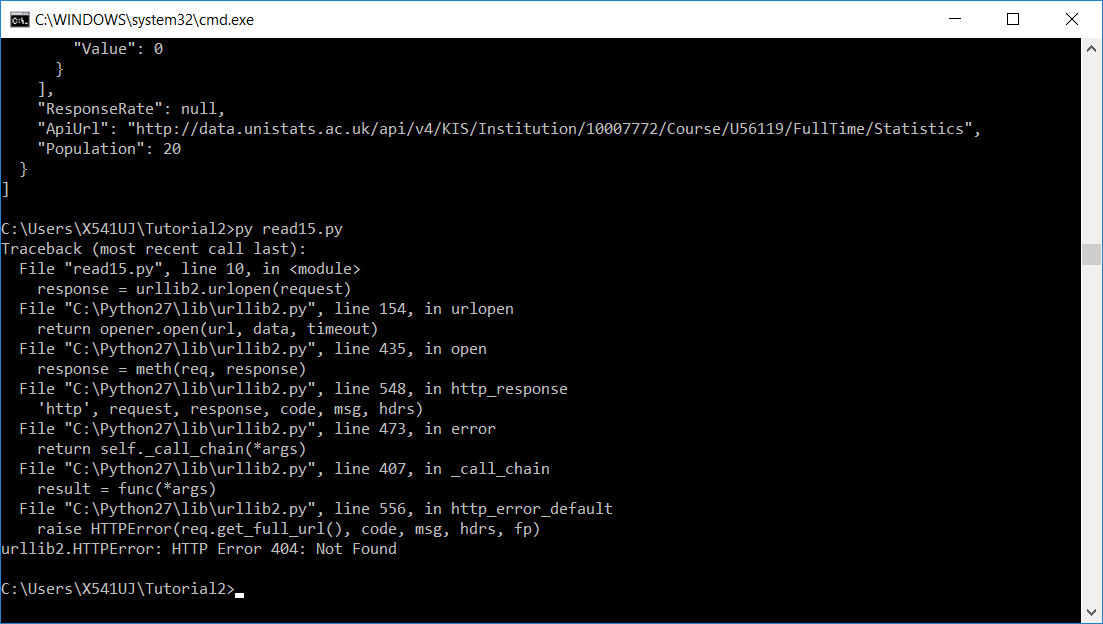 C:\WINDOWS\system32\cmd.exe
        "Value": 0
      }
    ],
    "ResponseRate": null,
    "ApiUrl": "http://data.unistats.ac.uk/api/v4/KIS/Institution/10007772/Course/U56119/FullTime/Statistics",
    "Population": 20
  }
]
C:\Users\X541UJ\Tutorial2>py read15.py
Traceback (most recent call last):
  File "read15.py", line 10, in <module>
    response = urllib2.urlopen(request)
  File "C:\Python27\lib\urllib2.py", line 154, in urlopen
    return opener.open(url, data, timeout)
  File "C:\Python27\lib\urllib2.py", line 435, in open
    response = meth(req, response)
  File "C:\Python27\lib\urllib2.py", line 548, in http_response
    'http', request, response, code, msg, hdrs)
  File "C:\Python27\lib\urllib2.py", line 473, in error
    return self._call_chain(*args)
  File "C:\Python27\lib\urllib2.py", line 407, in _call_chain
    result = func(*args)
  File "C:\Python27\lib\urllib2.py", line 556, in http_error_default
    raise HTTPError(req.get_full_url(), code, msg, hdrs, fp)
urllib2.HTTPError: HTTP Error 404: Not Found
C:\Users\X541UJ\Tutorial2>